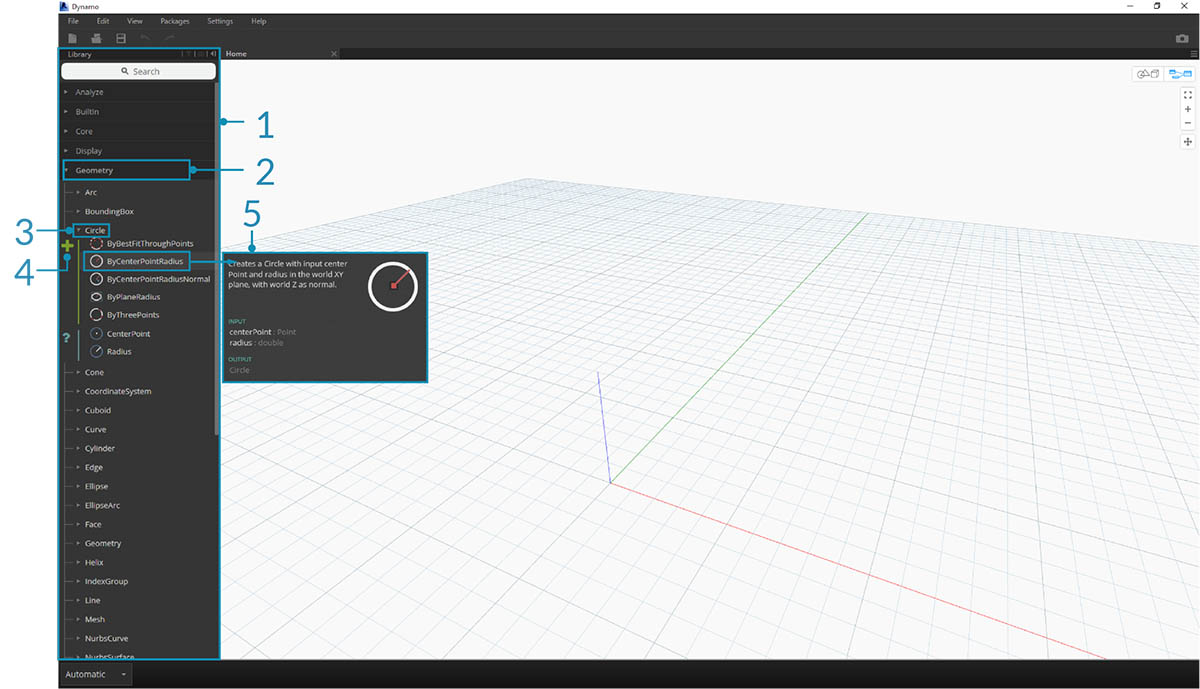 Dynamo
File Edit View Packages Settings Help
Library
Home
Search
Analyze
BuiltIn
Core
Display
Geometry
Arc
BoundingBox
Circle
ByBestFitThroughPoints
ByCenterPointRadius
ByCenterPointRadiusNormal
ByPlaneRadius
ByThreePoints
?
CenterPoint
Radius
Cone
CoordinateSystem
Cuboid
Curve
Cylinder
Edge
Ellipse
EllipseArc
Face
Geometry
Helix
IndexGroup
Line
Mesh
NurbsCurve
NurbsSurface
Automatic
1
2
3
4
5
Creates a Circle with input center
Point and radius in the world XY
plane, with world Z as normal.
INPUT
centerPoint : Point
radius : double
OUTPUT
Circle